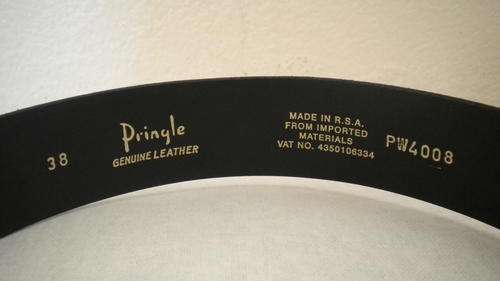 38
Pringle
GENUINE LEATHER
MADE IN R.S.A.
FROM IMPORTED
MATERIALS
VAT NO. 4350106334
PW4008